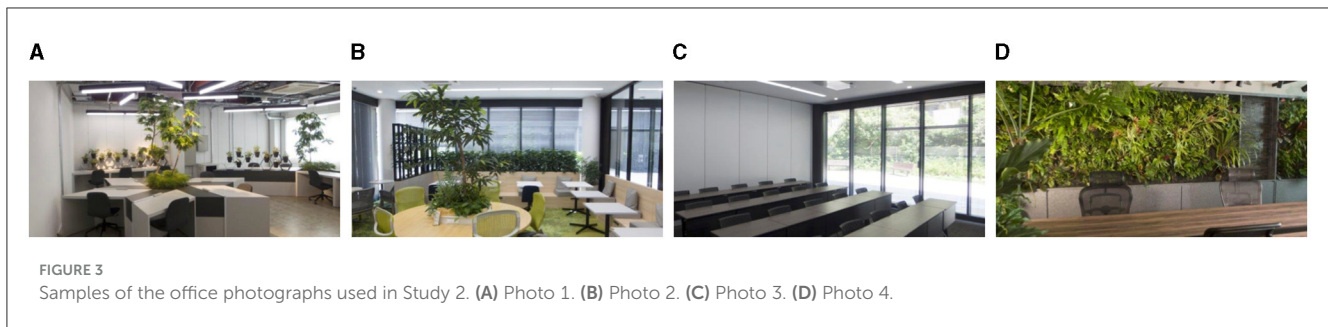 A B C D
FIGURE 3
Samples of the office photographs used in Study 2. (A) Photo 1. (B) Photo 2. (C) Photo 3. (D) Photo 4.